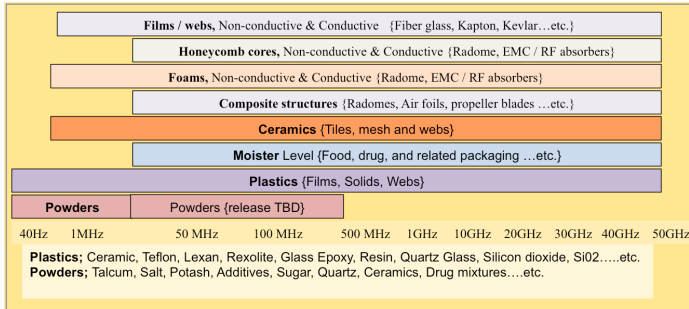 Films / webs, Non-conductive & Conductive {Fiber glass, Kapton, Kevlar…etc.}
Honeycomb cores, Non-conductive & Conductive {Radome, EMC / RF absorbers}
Foams, Non-conductive & Conductive {Radome, EMC / RF absorbers}
Composite structures {Radomes, Air foils, propeller blades …etc.}
Ceramics {Tiles, mesh and webs}
Moister Level {Food, drug, and related packaging …etc.}
Plastics {Films, Solids, Webs}
Powders Powders {release TBD}
40Hz 1MHz 50 MHz 100 MHz 500 MHz 1GHz 10GHz 20GHz 30GHz 40GHz 50GHz
Plastics; Ceramic, Teflon, Lexan, Rexolite, Glass Epoxy, Resin, Quartz Glass, Silicon dioxide, Si02…..etc.
Powders; Talcum, Salt, Potash, Additives, Sugar, Quartz, Ceramics, Drug mixtures….etc.